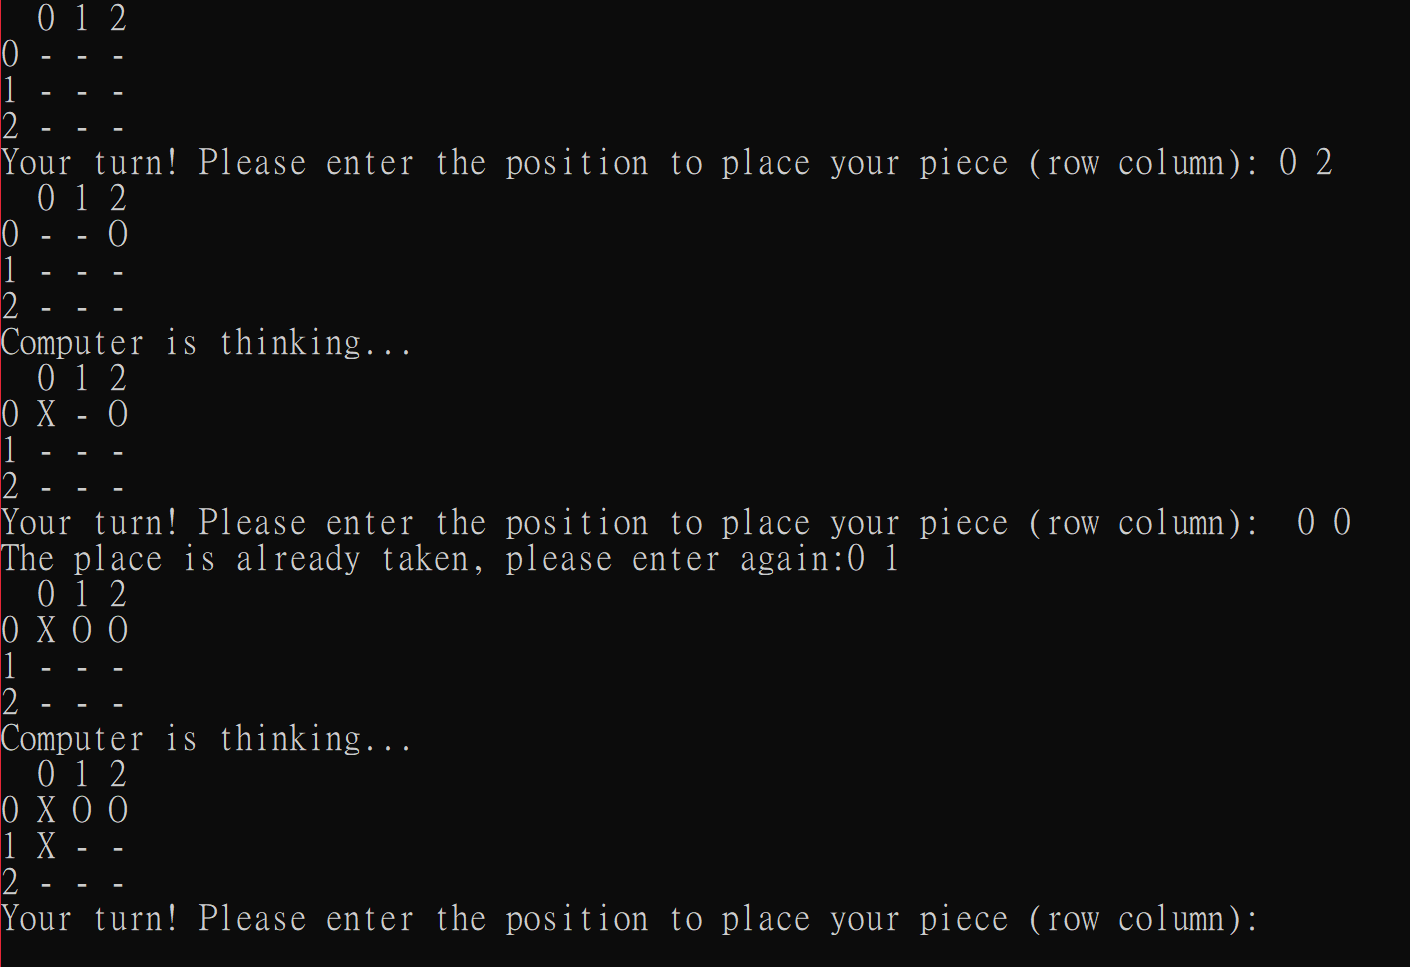 0 1 2
0 - - -
1 - - -
2 - - -
Your turn! Please enter the position to place your piece (row column): 0 2
  0 1 2
0 - - O
1 - - -
2 - - -
Computer is thinking...
  0 1 2
0 X - O
1 - - -
2 - - -
Your turn! Please enter the position to place your piece (row column):  0 0
The place is already taken, please enter again:0 1
  0 1 2
0 X O O
1 - - -
2 - - -
Computer is thinking...
  0 1 2
0 X O O
1 X - -
2 - - -
Your turn! Please enter the position to place your piece (row column):